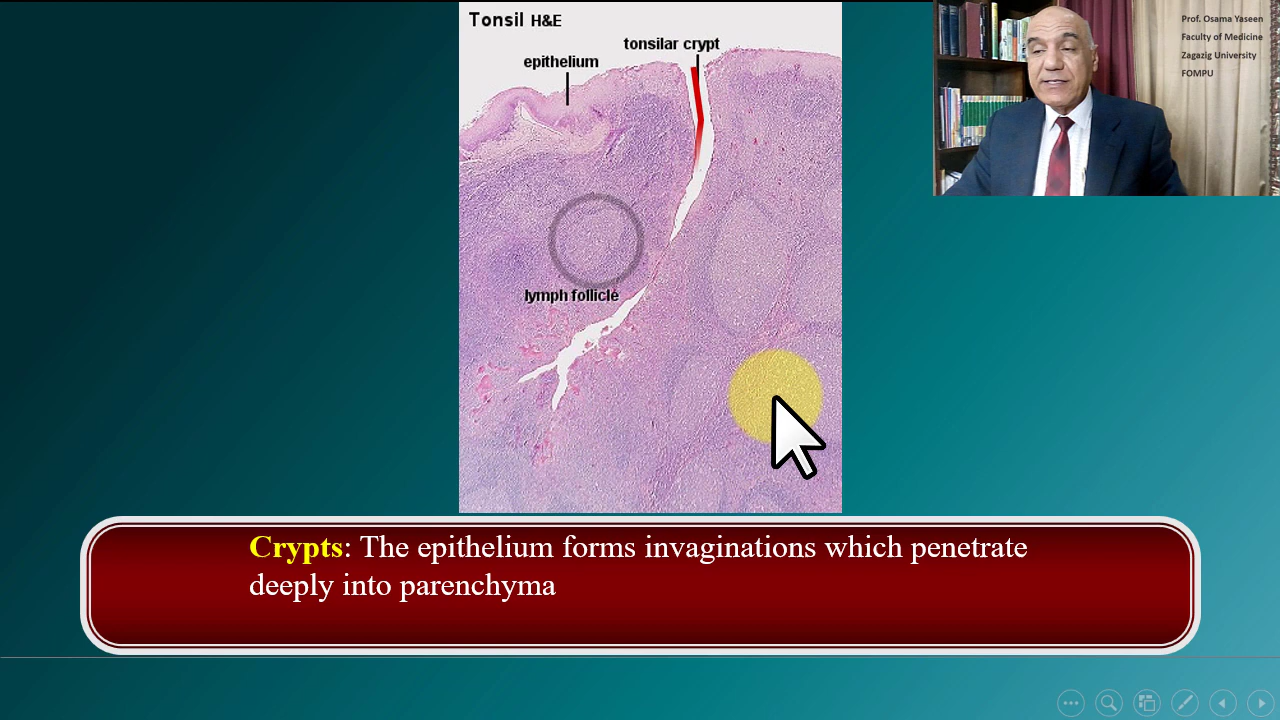 Tonsil H&E
tonsilar crypt
epithelium
lymph follicle
Prof. Osama Yaseen
Faculty of Medicine
Zagazig University
FOMPU
Crypts: The epithelium forms invaginations which penetrate
deeply into parenchyma